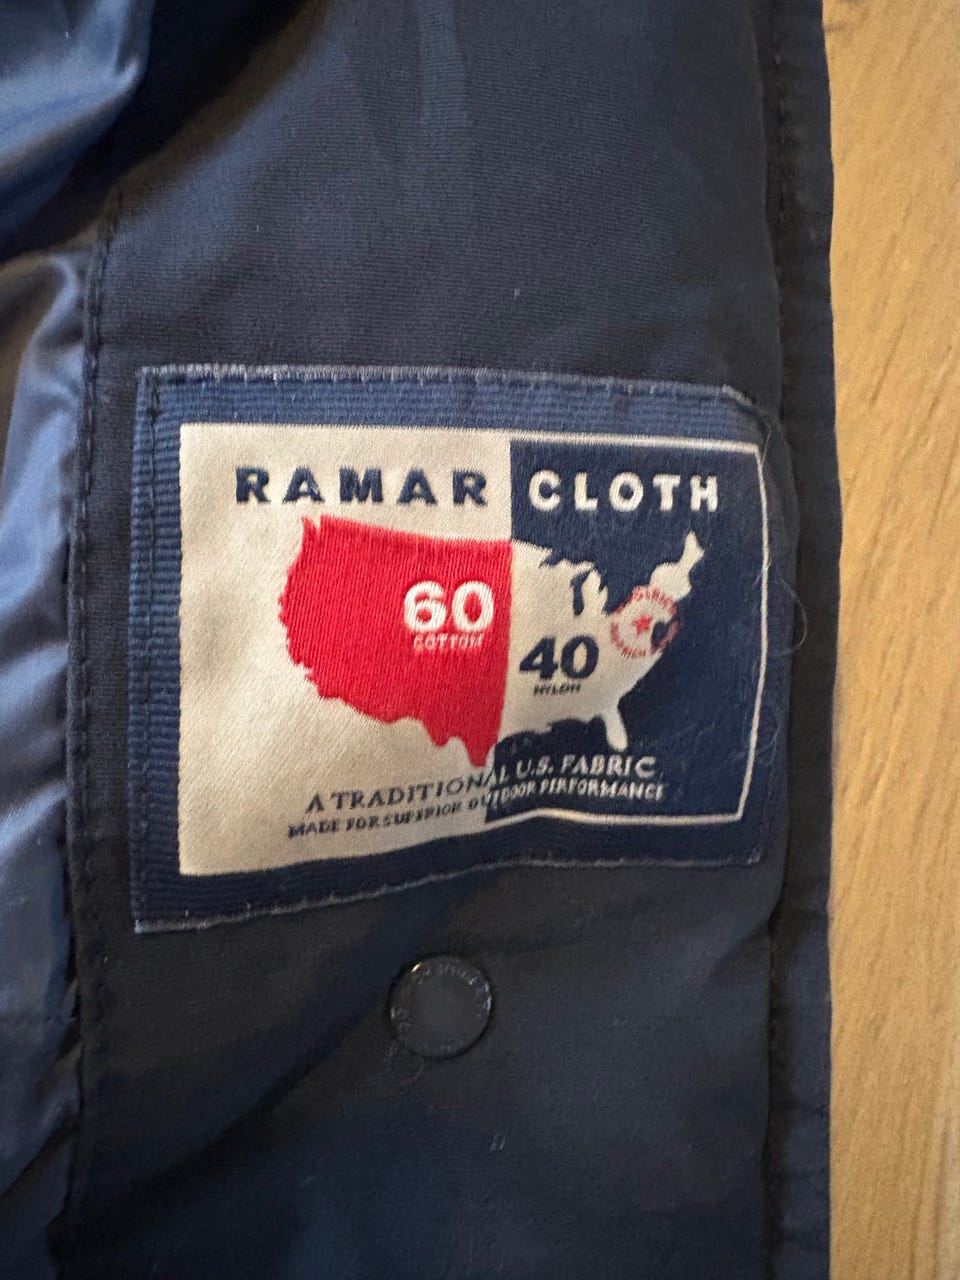 RAMAR CLOTH
60
COTTON
40
NYLON
A TRADITIONAL U.S. FABRIC
MADE FOR SUPERIOR OUTDOOR PERFORMANCE